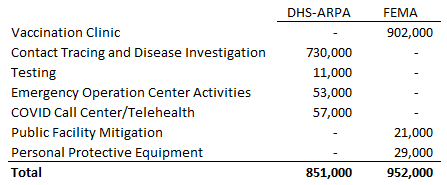 DHS-ARPA FEMA
Vaccination Clinic - 902,000
Contact Tracing and Disease Investigation 730,000 -
Testing 11,000 -
Emergency Operation Center Activities 53,000 -
COVID Call Center/Telehealth 57,000 -
Public Facility Mitigation - 21,000
Personal Protective Equipment - 29,000
Total 851,000 952,000